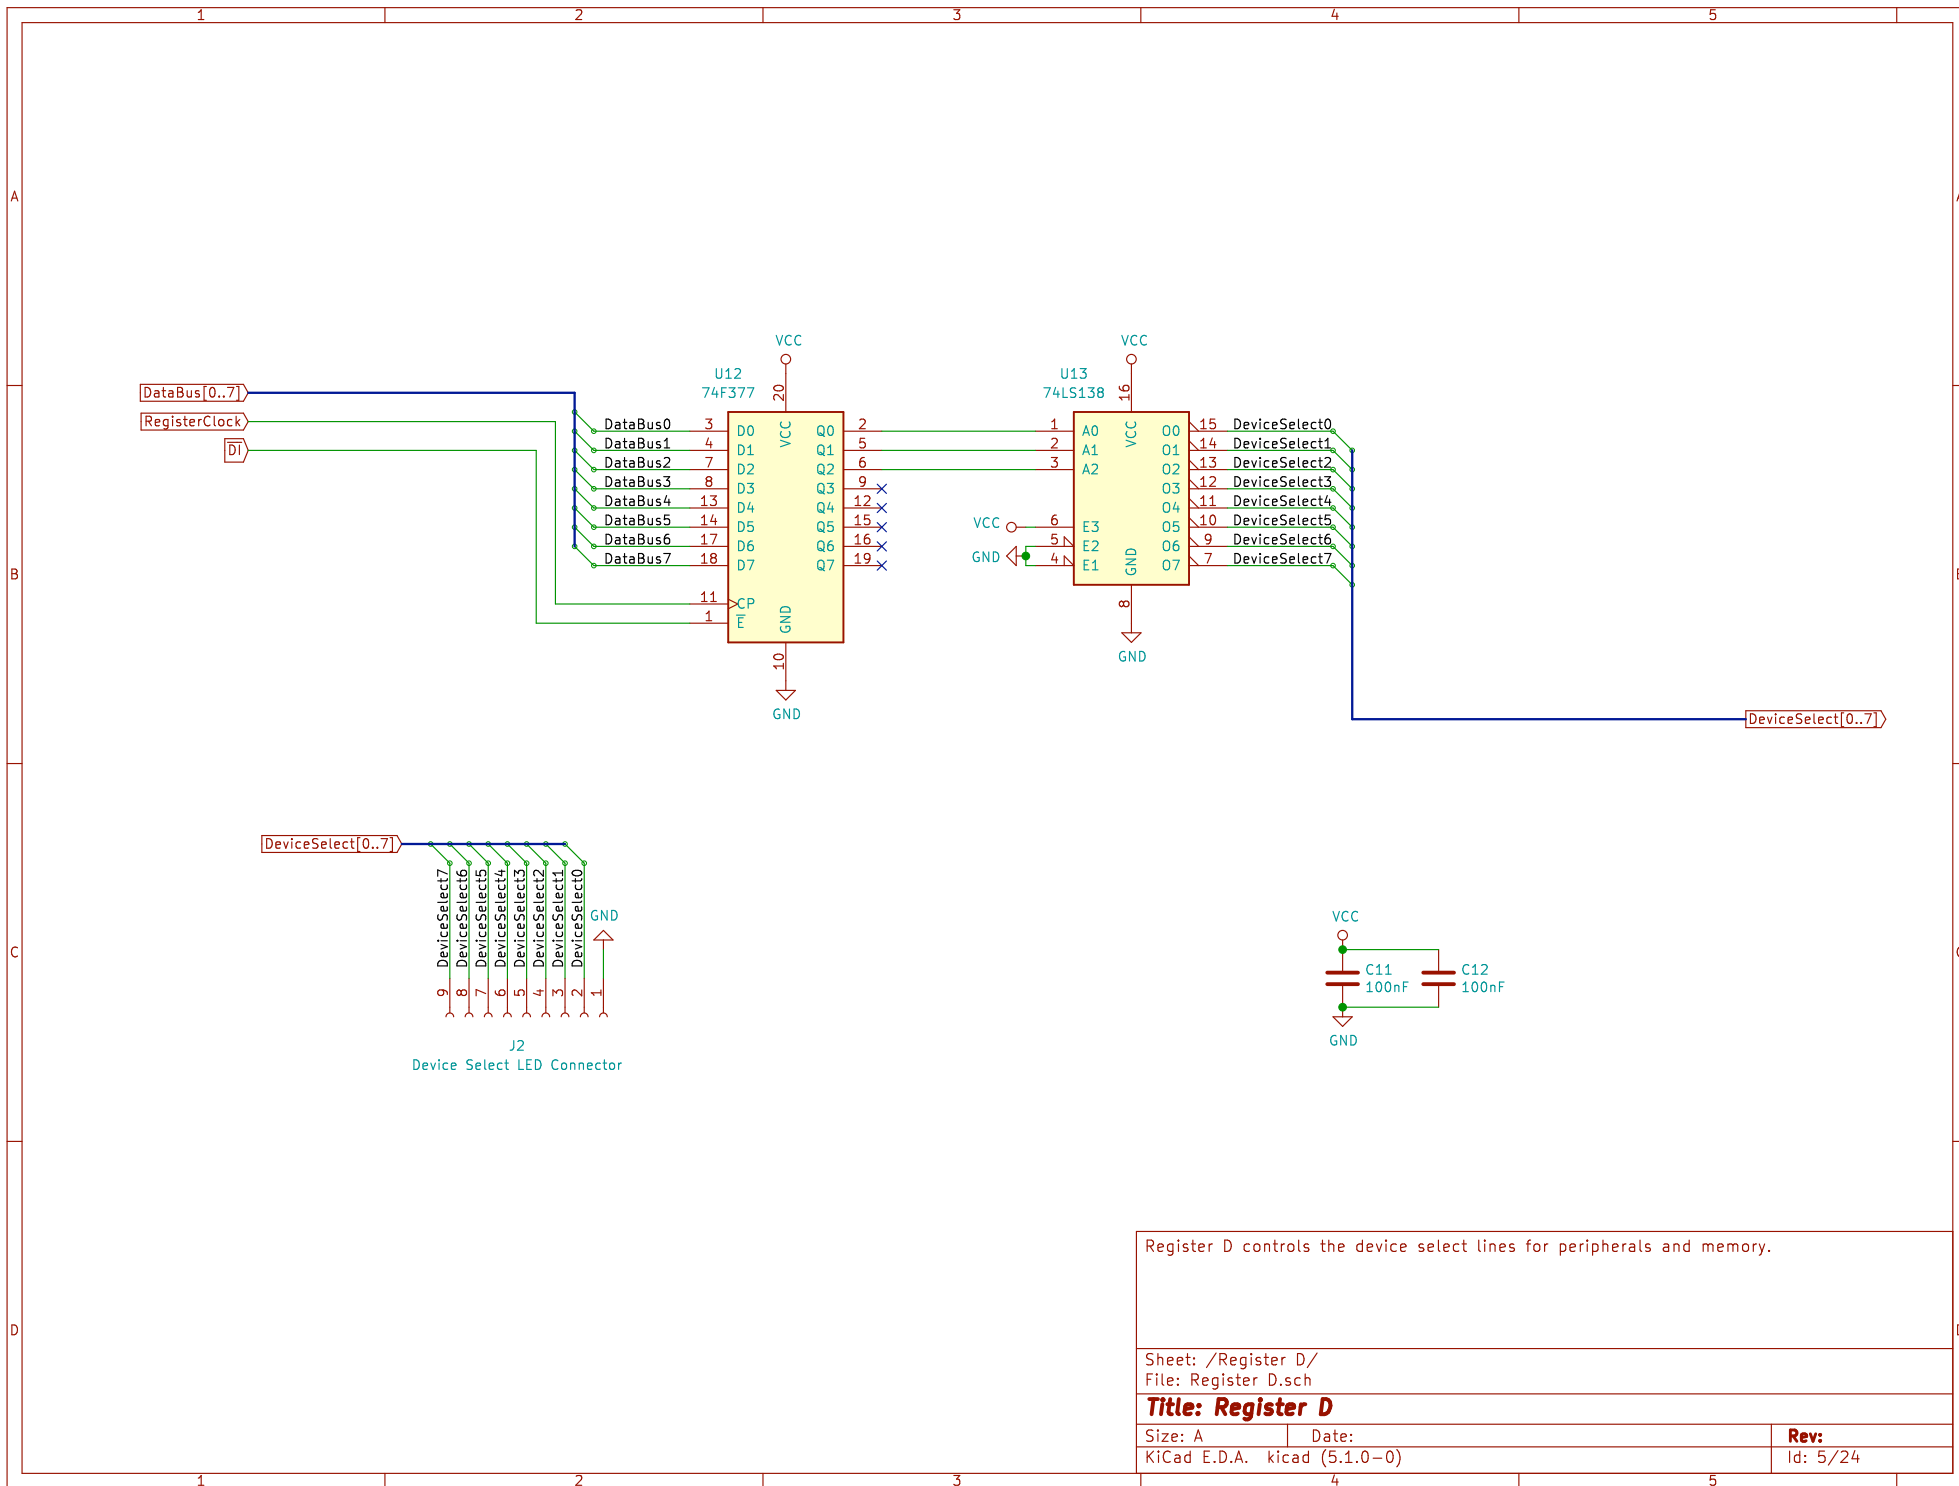 1 2 3 4 5
A
B
C
D
VCC
U12
74F377
20
VCC
GND
10
GND
DataBus[0..7]
RegisterClock
DI
DataBus0 3 D0 Q0 2
DataBus1 4 D1 Q1 5
DataBus2 7 D2 Q2 6
DataBus3 8 D3 Q3 9
DataBus4 13 D4 Q4 12
DataBus5 14 D5 Q5 15
DataBus6 17 D6 Q6 16
DataBus7 18 D7 Q7 19
11 CP
1 E
VCC
U13
74LS138
16
VCC
GND
8
GND
1 A0 O0 15 DeviceSelect0
2 A1 O1 14 DeviceSelect1
3 A2 O2 13 DeviceSelect2
O3 12 DeviceSelect3
O4 11 DeviceSelect4
VCC 6 E3 O5 10 DeviceSelect5
5 E2 O6 9 DeviceSelect6
GND
4 E1 O7 7 DeviceSelect7
DeviceSelect[0..7]
DeviceSelect[0..7]
DeviceSelect7
DeviceSelect6
DeviceSelect5
DeviceSelect4
DeviceSelect3
DeviceSelect2
DeviceSelect1
DeviceSelect0
GND
9 8 7 6 5 4 3 2 1
J2
Device Select LED Connector
VCC
C11
100nF
C12
100nF
GND
Register D controls the device select lines for peripherals and memory.
Sheet: /Register D/
File: Register D.sch
Title: Register D
Size: A Date: Rev:
KiCad E.D.A. kicad (5.1.0-0) Id: 5/24
1 2 3 4 5